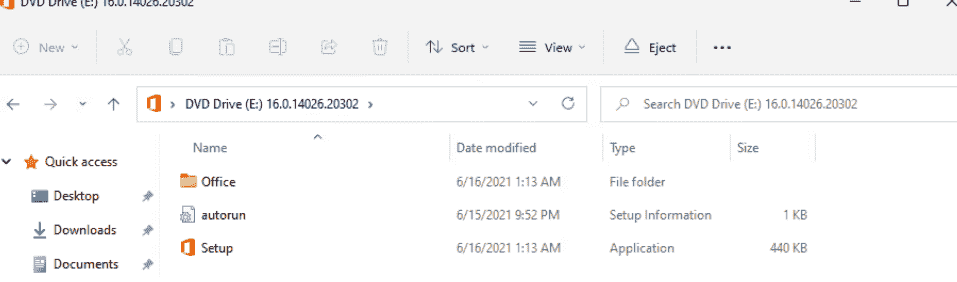 DVD Drive (E:) 16.0.14026.20302
New Sort View Eject
DVD Drive (E:) 16.0.14026.20302 Search DVD Drive (E:) 16.0.14026.20302
Name Date modified Type Size
Quick access
Office 6/16/2021 1:13 AM File folder
Desktop
autorun 6/15/2021 9:52 PM Setup Information 1 KB
Downloads
Setup 6/16/2021 1:13 AM Application 440 KB
Documents